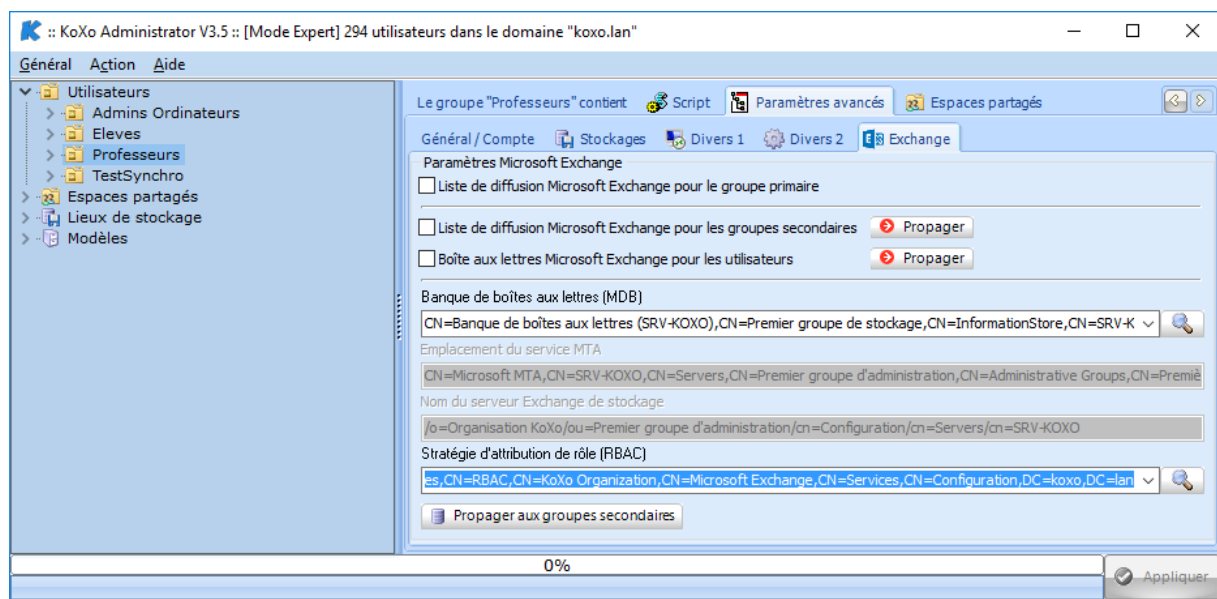 :: KoXo Administrator V3.5 :: [Mode Expert] 294 utilisateurs dans le domaine "koxo.lan"
Général Action Aide
Utilisateurs
Admins Ordinateurs
Eleves
Professeurs
TestSynchro
Espaces partagés
Lieux de stockage
Modèles
Le groupe "Professeurs" contient Script Paramètres avancés Espaces partagés
Général / Compte Stockages Divers 1 Divers 2 Exchange
Paramètres Microsoft Exchange
Liste de diffusion Microsoft Exchange pour le groupe primaire
Liste de diffusion Microsoft Exchange pour les groupes secondaires Propager
Boîte aux lettres Microsoft Exchange pour les utilisateurs Propager
Banque de boîtes aux lettres (MDB)
CN=Banque de boîtes aux lettres (SRV-KOXO),CN=Premier groupe de stockage,CN=InformationStore,CN=SRV-K
Emplacement du service MTA
CN=Microsoft MTA,CN=SRV-KOXO,CN=Servers,CN=Premier groupe d'administration,CN=Administrative Groups,CN=Premiè
Nom du serveur Exchange de stockage
/o=Organisation KoXo/ou=Premier groupe d'administration/cn=Configuration/cn=Servers/cn=SRV-KOXO
Stratégie d'attribution de rôle (RBAC)
es,CN=RBAC,CN=KoXo Organization,CN=Microsoft Exchange,CN=Services,CN=Configuration,DC=koxo,DC=lan
Propager aux groupes secondaires
0%
Appliquer